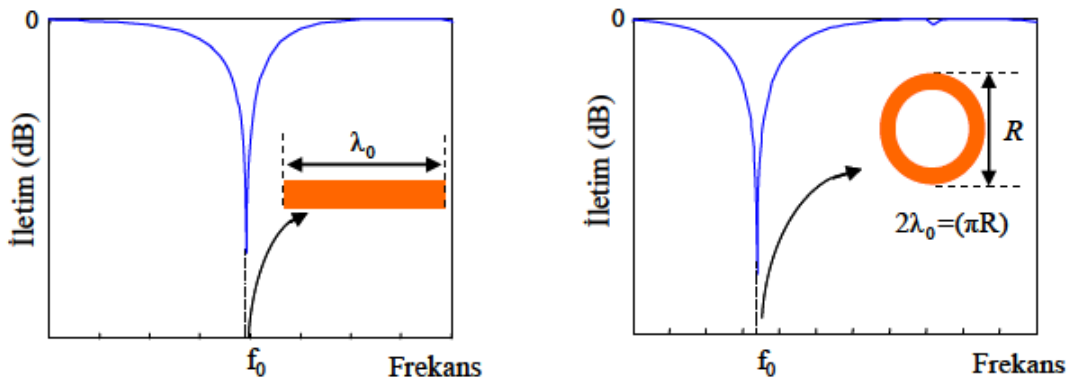 0
İletim (dB)
λ₀
f₀
Frekans
0
İletim (dB)
R
2λ₀=(πR)
f₀
Frekans